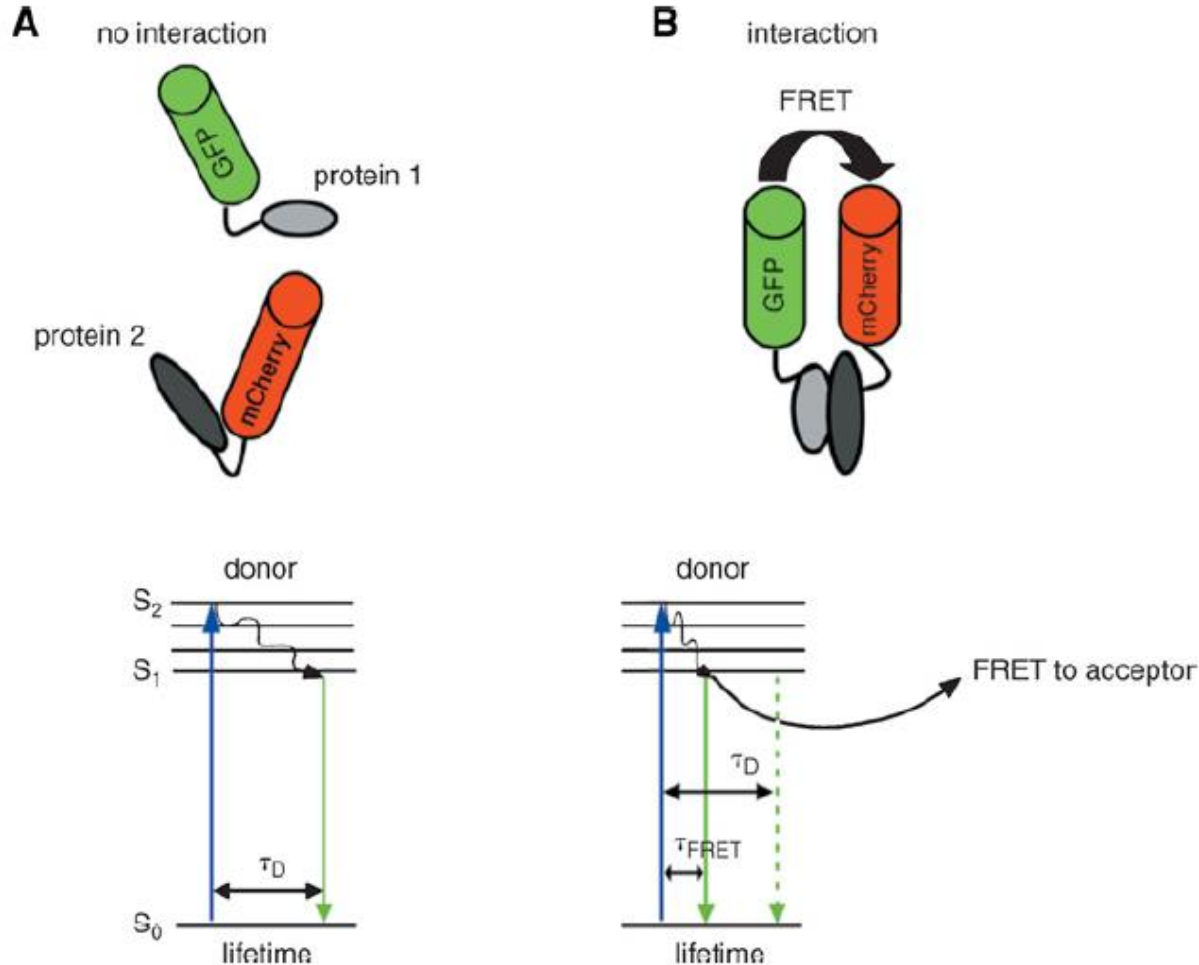 A
no interaction
GFP
protein 1
protein 2
mCherry
donor
S2
S1
τD
S0
lifetime
B
interaction
FRET
GFP
mCherry
donor
FRET to acceptor
τD
τFRET
lifetime